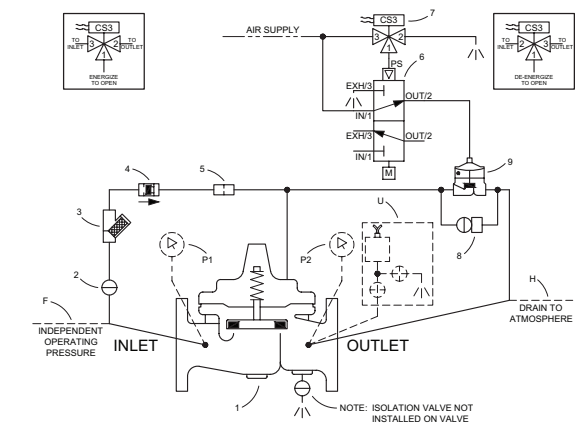 CS3
TO INLET
3
2
TO OUTLET
1
ENERGIZE
TO OPEN
AIR SUPPLY
CS3
7
3
2
1
PS
6
EXH/3
OUT/2
IN/1
EXH/3
OUT/2
IN/1
M
CS3
TO INLET
3
2
TO OUTLET
1
DE-ENERGIZE
TO OPEN
4
5
9
3
P1
P2
U
8
2
F
H
INDEPENDENT
OPERATING
PRESSURE
INLET
OUTLET
DRAIN TO
ATMOSPHERE
1
NOTE: ISOLATION VALVE NOT
INSTALLED ON VALVE